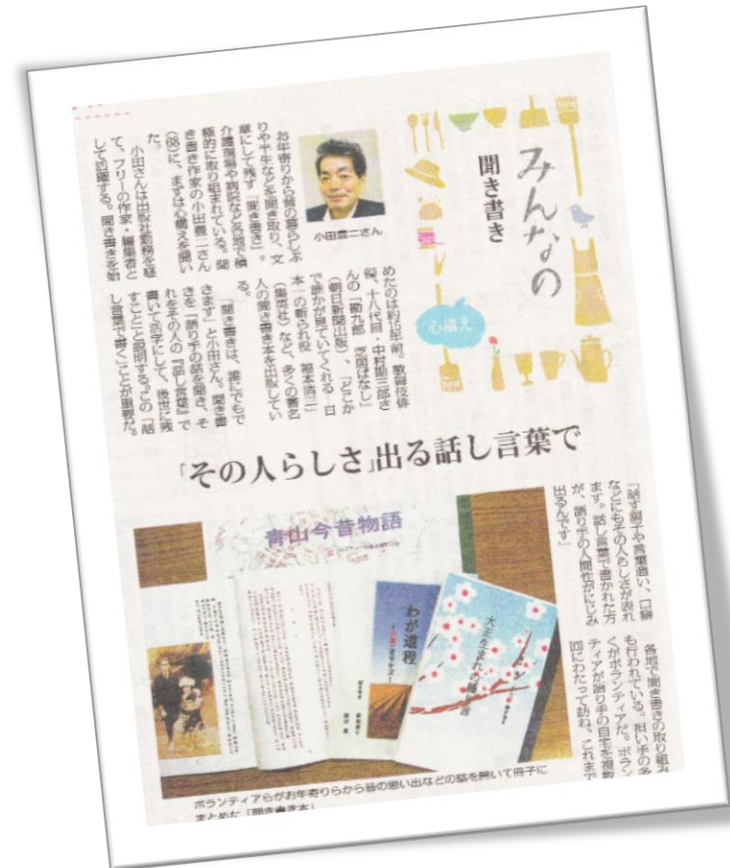 みんなの
聞き書き
心構え
小田豊二さん
お年寄りから昔の暮らしぶ
りや半生などを聞き取り、文
章にして残す「聞き書き」。
介護現場や病院など各地で積
極的に取り組まれている。聞
き書き作家の小田豊二さん
(68)に、まずは心構えを聞い
た。
小田さんは出版社勤務を経
て、フリーの作家・編集者と
して活躍する。聞き書きを始
めたのは約15年前。歌舞伎俳
優、十八代目・中村勘三郎さ
んの「勘九郎 芝居ばなし」
(朝日新聞出版)、「どこか
で誰かが見ていてくれる 日
本一の斬られ役 福本清三」
(集英社)など、多くの著名
人の聞き書き本を出版してい
る。
「聞き書きは、誰にでもで
きます」と小田さん。聞き書
きを「語り手の話を聞き、そ
れをその人の『話し言葉』で
書いて活字にして、後世に残
すこと」と説明する。この「話
し言葉で書く」ことが重要だ。
「その人らしさ」出る話し言葉で
「話す調子や言葉遣い、口癖
などにもその人らしさが表れ
ます。話し言葉で書かれた方
が、語り手の人間性がにじみ
出るんです」
各地で聞き書きの取り組み
も行われている。担い手の多
くがボランティアだ。ボラン
ティアが語り手の自宅を複数
回にわたって訪ね、これまで
青山今昔物語
わが道程
大正生まれの
ボランティアらがお年寄りらから昔の思い出などの話を聞いて冊子に
まとめた「聞き書き本」